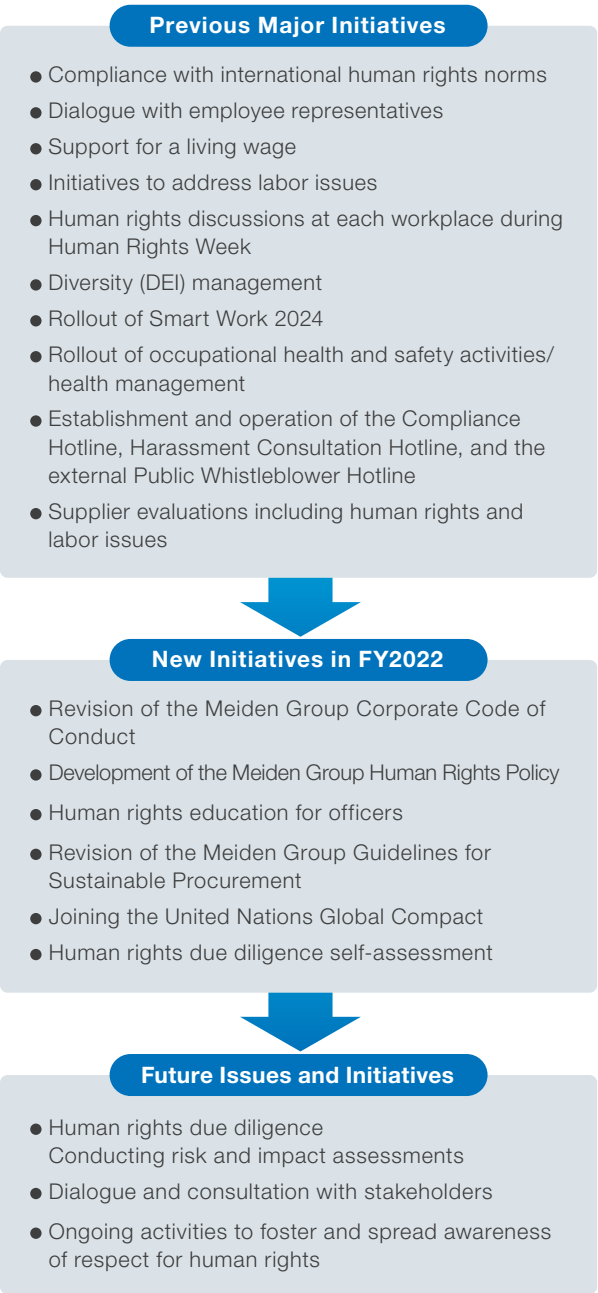 Previous Major Initiatives
● Compliance with international human rights norms
● Dialogue with employee representatives
● Support for a living wage
● Initiatives to address labor issues
● Human rights discussions at each workplace during
Human Rights Week
● Diversity (DEI) management
● Rollout of Smart Work 2024
● Rollout of occupational health and safety activities/
health management
● Establishment and operation of the Compliance
Hotline, Harassment Consultation Hotline, and the
external Public Whistleblower Hotline
● Supplier evaluations including human rights and
labor issues
New Initiatives in FY2022
● Revision of the Meiden Group Corporate Code of
Conduct
● Development of the Meiden Group Human Rights Policy
● Human rights education for officers
● Revision of the Meiden Group Guidelines for
Sustainable Procurement
● Joining the United Nations Global Compact
● Human rights due diligence self-assessment
Future Issues and Initiatives
● Human rights due diligence
Conducting risk and impact assessments
● Dialogue and consultation with stakeholders
● Ongoing activities to foster and spread awareness
of respect for human rights